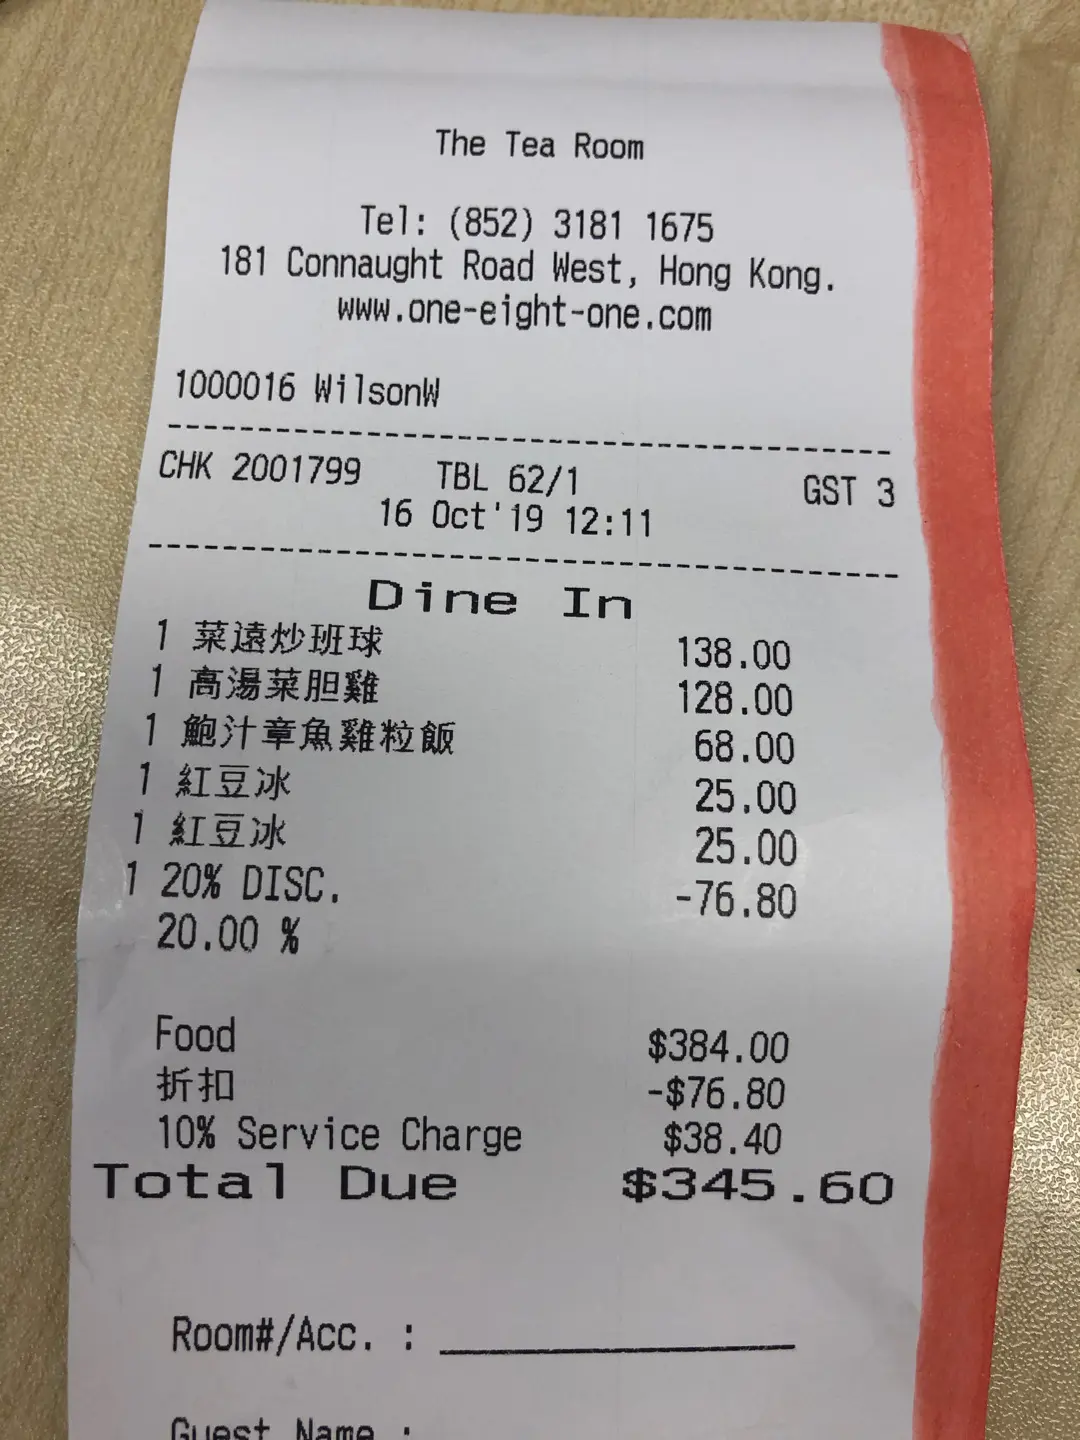 The Tea Room
Tel: (852) 3181 1675
181 Connaught Road West, Hong Kong.
www.one-eight-one.com
1000016 WilsonW
CHK 2001799 TBL 62/1 GST 3
16 Oct'19 12:11
Dine In
1 菜遠炒班球 138.00
1 高湯菜胆雞 128.00
1 鮑汁章魚雞粒飯 68.00
1 紅豆冰 25.00
1 紅豆冰 25.00
1 20% DISC. -76.80
20.00 %
Food $384.00
折扣 -$76.80
10% Service Charge $38.40
Total Due $345.60
Room#/Acc. :
Guest Name :